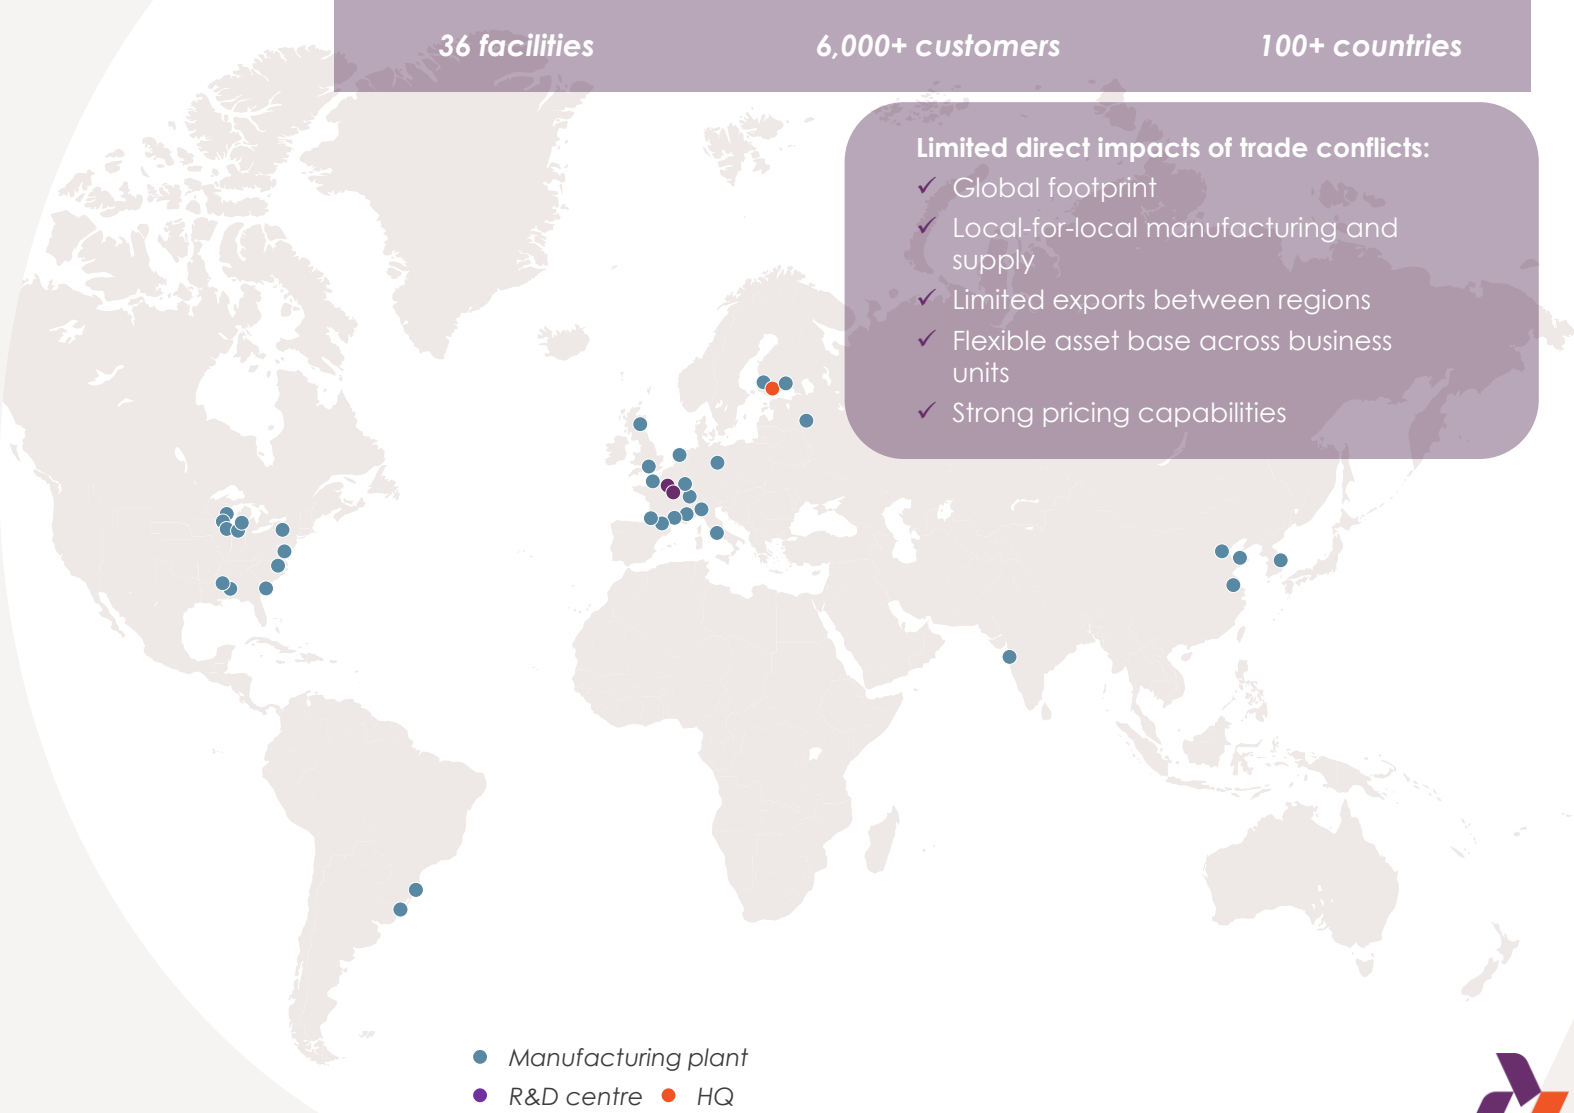 36 facilities
6,000+ customers
100+ countries
Limited direct impacts of trade conflicts:
✓ Global footprint
✓ Local-for-local manufacturing and
supply
✓ Limited exports between regions
✓ Flexible asset base across business
units
✓ Strong pricing capabilities
Manufacturing plant
R&D centre
HQ